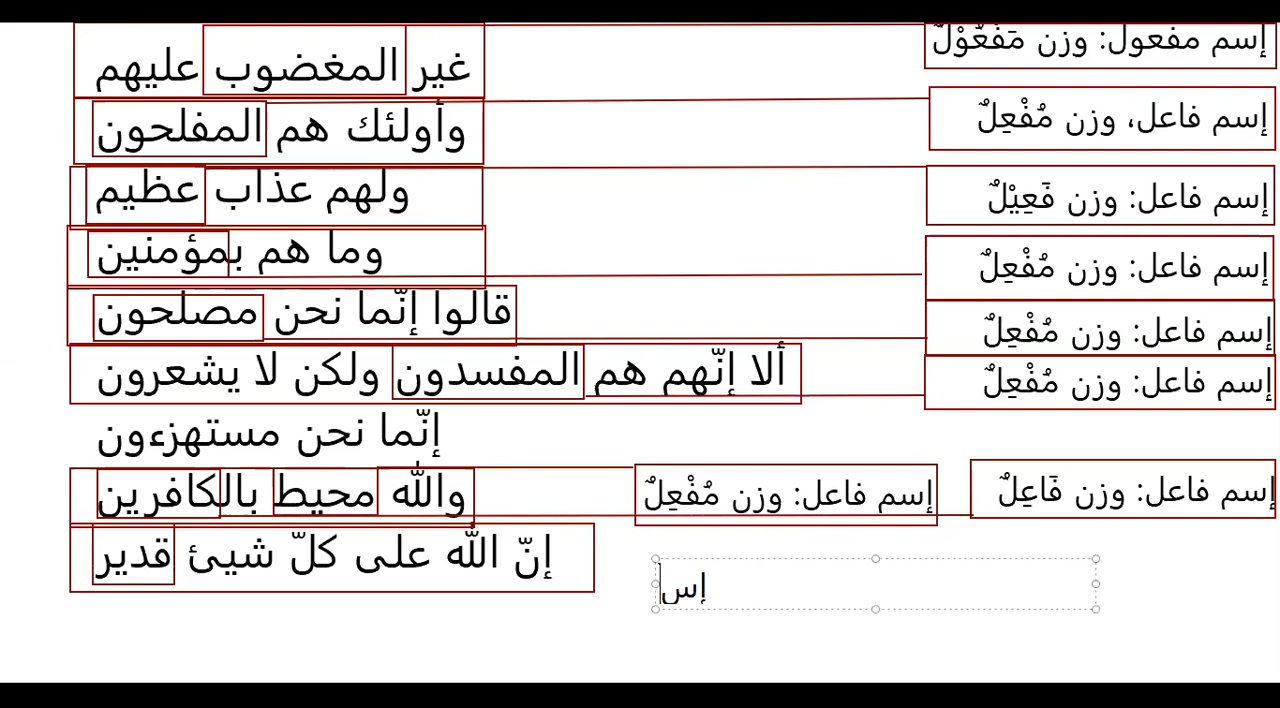 إسم مفعول: وزن مَفْعُوْلٌ
غير المغضوب عليهم
وأولئك هم المفلحون
إسم فاعل، وزن مُفْعِلٌ
ولهم عذاب عظيم
إسم فاعل: وزن فَعِيْلٌ
وما هم بمؤمنين
إسم فاعل: وزن مُفْعِلٌ
قالوا إنّما نحن مصلحون
إسم فاعل: وزن مُفْعِلٌ
ألا إنّهم هم المفسدون ولكن لا يشعرون
إسم فاعل: وزن مُفْعِلٌ
إنّما نحن مستهزءون
والله محيط بالكافرين
إسم فاعل: وزن مُفْعِلٌ
إسم فاعل: وزن فَاعِلٌ
إنّ الله على كلّ شيئ قدير
إس